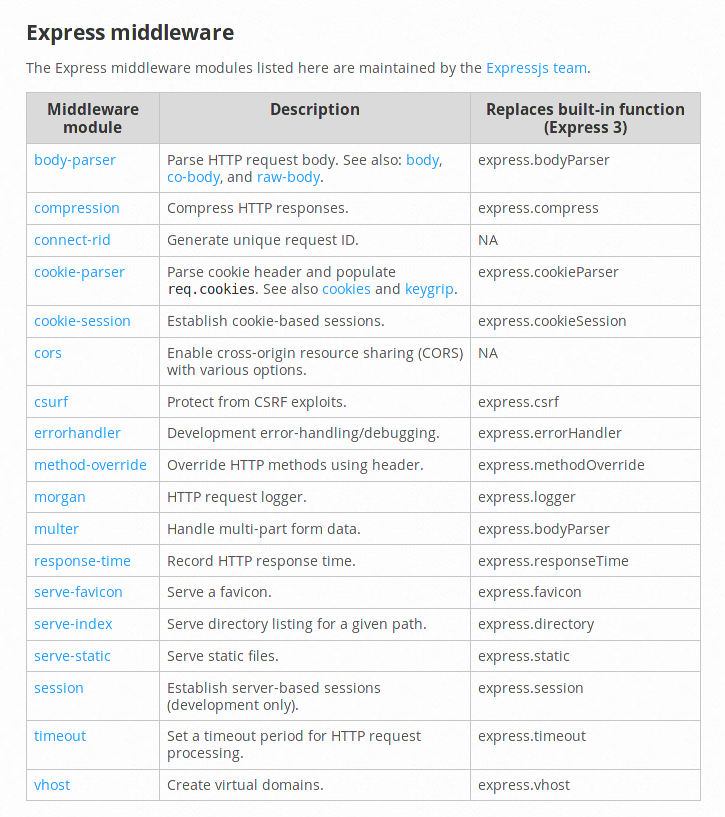 Express middleware
The Express middleware modules listed here are maintained by the Expressjs team.
Middleware module Description Replaces built-in function (Express 3)
body-parser Parse HTTP request body. See also: body, express.bodyParser
co-body, and raw-body.
compression Compress HTTP responses. express.compress
connect-rid Generate unique request ID. NA
cookie-parser Parse cookie header and populate express.cookieParser
req.cookies. See also cookies and keygrip.
cookie-session Establish cookie-based sessions. express.cookieSession
cors Enable cross-origin resource sharing (CORS) NA
with various options.
csurf Protect from CSRF exploits. express.csrf
errorhandler Development error-handling/debugging. express.errorHandler
method-override Override HTTP methods using header. express.methodOverride
morgan HTTP request logger. express.logger
multer Handle multi-part form data. express.bodyParser
response-time Record HTTP response time. express.responseTime
serve-favicon Serve a favicon. express.favicon
serve-index Serve directory listing for a given path. express.directory
serve-static Serve static files. express.static
session Establish server-based sessions express.session
(development only).
timeout Set a timeout period for HTTP request express.timeout
processing.
vhost Create virtual domains. express.vhost